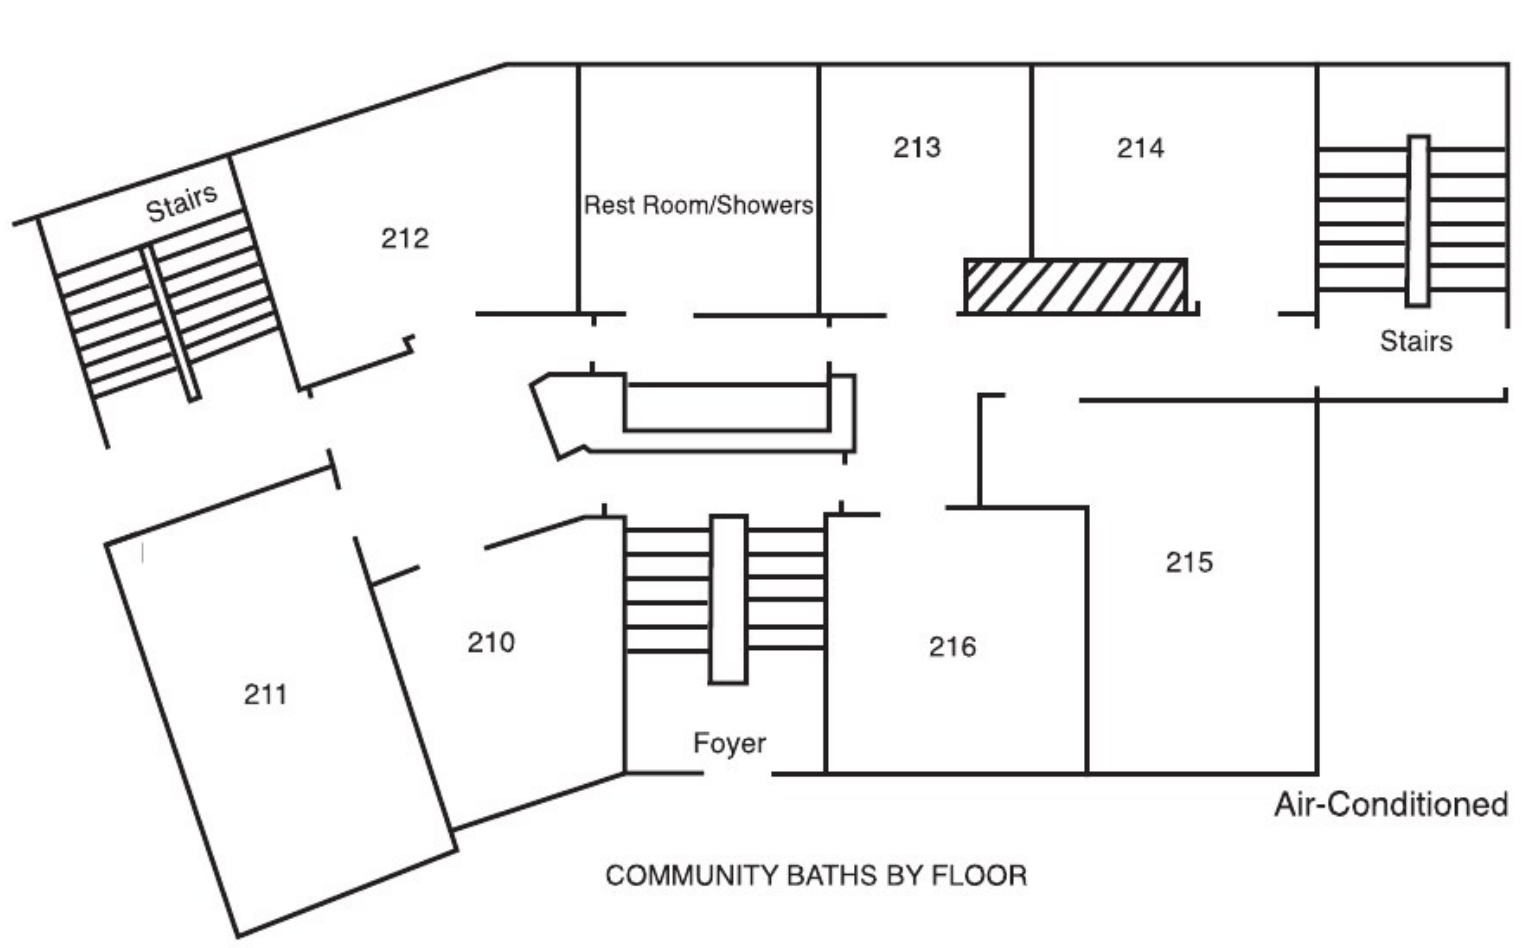 213
214
Stairs
Rest Room/Showers
212
Stairs
215
210
216
211
Foyer
Air-Conditioned
COMMUNITY BATHS BY FLOOR